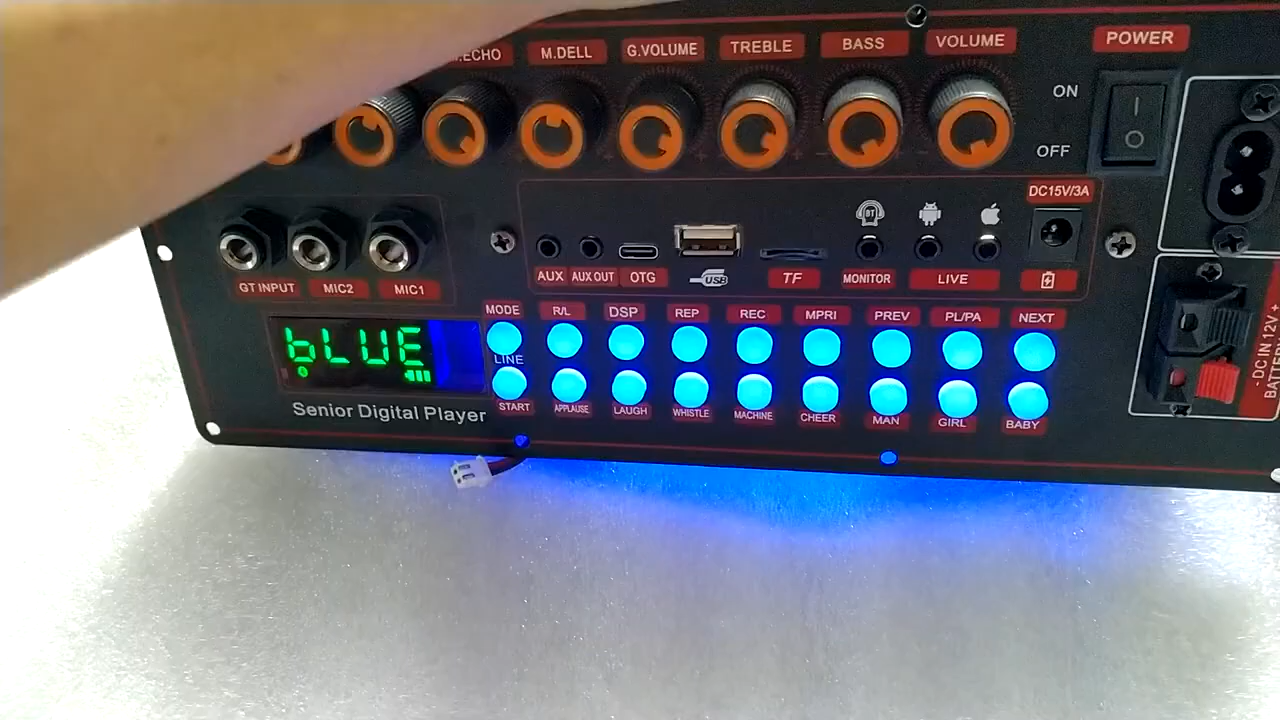 M.DELL G.VOLUME TREBLE BASS VOLUME POWER
ON
OFF
DC15V/3A
BT
AUX AUX OUT OTG USB TF MONITOR LIVE
GT INPUT MIC2 MIC1
MODE R/L DSP REP REC MPRI PREV PL/PA NEXT
bLUE
LINE
START APPLAUSE LAUGH WHISTLE MACHINE CHEER MAN GIRL BABY
Senior Digital Player
-DC:IN 12V +